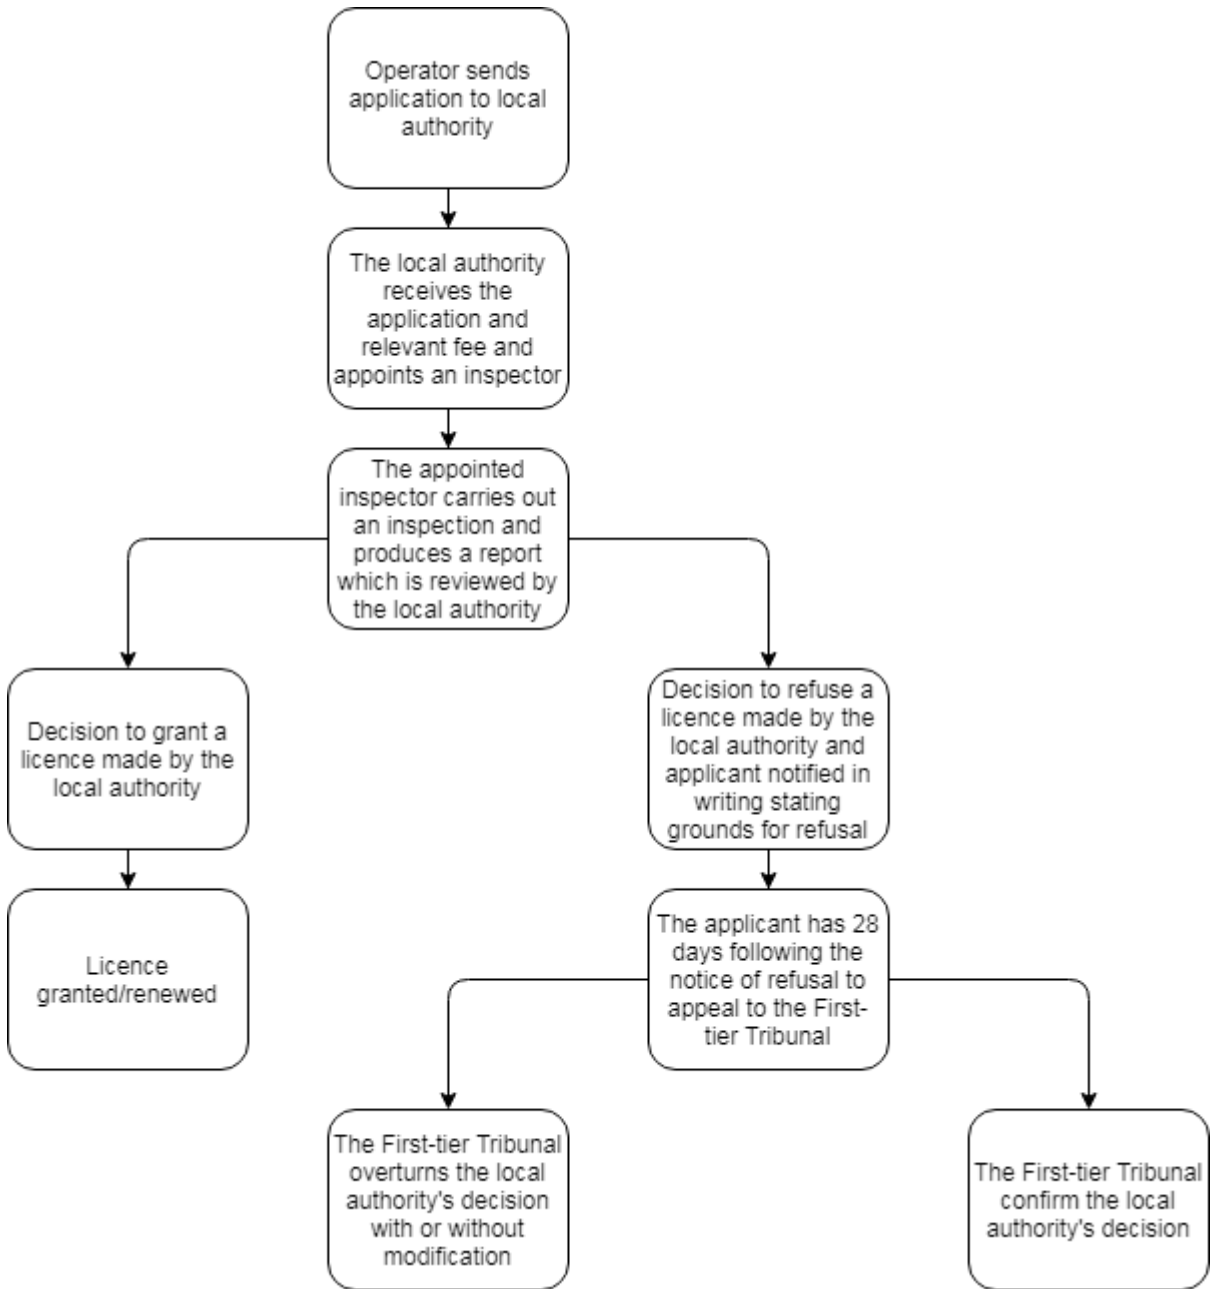 Operator sends
application to local
authority
The local authority
receives the
application and
relevant fee and
appoints an inspector
The appointed
inspector carries out
an inspection and
produces a report
which is reviewed by
the local authority
Decision to grant a
licence made by the
local authority
Decision to refuse a
licence made by the
local authority and
applicant notified in
writing stating
grounds for refusal
Licence
granted/renewed
The applicant has 28
days following the
notice of refusal to
appeal to the First-
tier Tribunal
The First-tier Tribunal
overturns the local
authority's decision
with or without
modification
The First-tier Tribunal
confirm the local
authority's decision